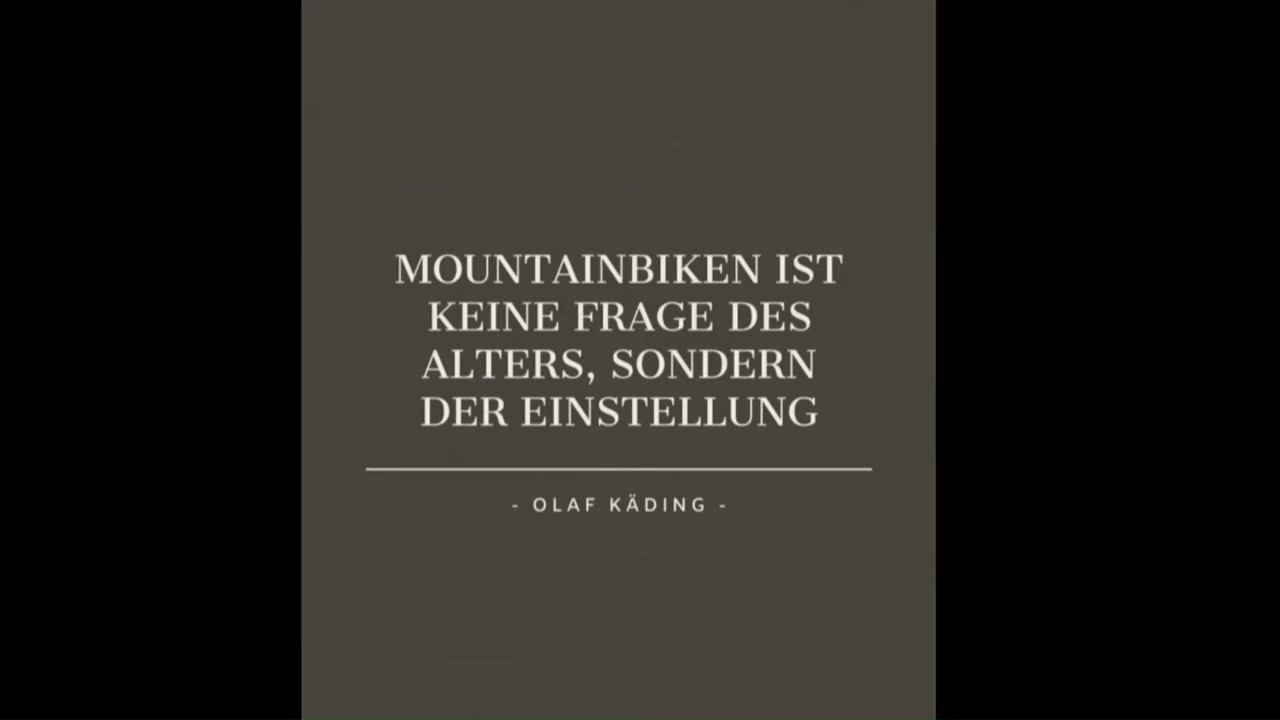 MOUNTAINBIKEN IST
KEINE FRAGE DES
ALTERS, SONDERN
DER EINSTELLUNG
- OLAF KÄDING -